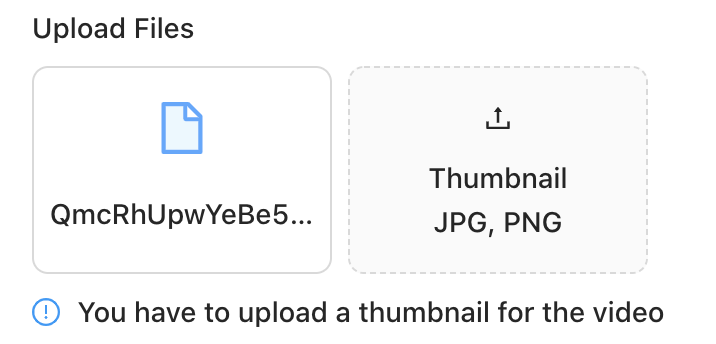 Upload Files
QmcRhUpwYeBe5...
Thumbnail
JPG, PNG
You have to upload a thumbnail for the video